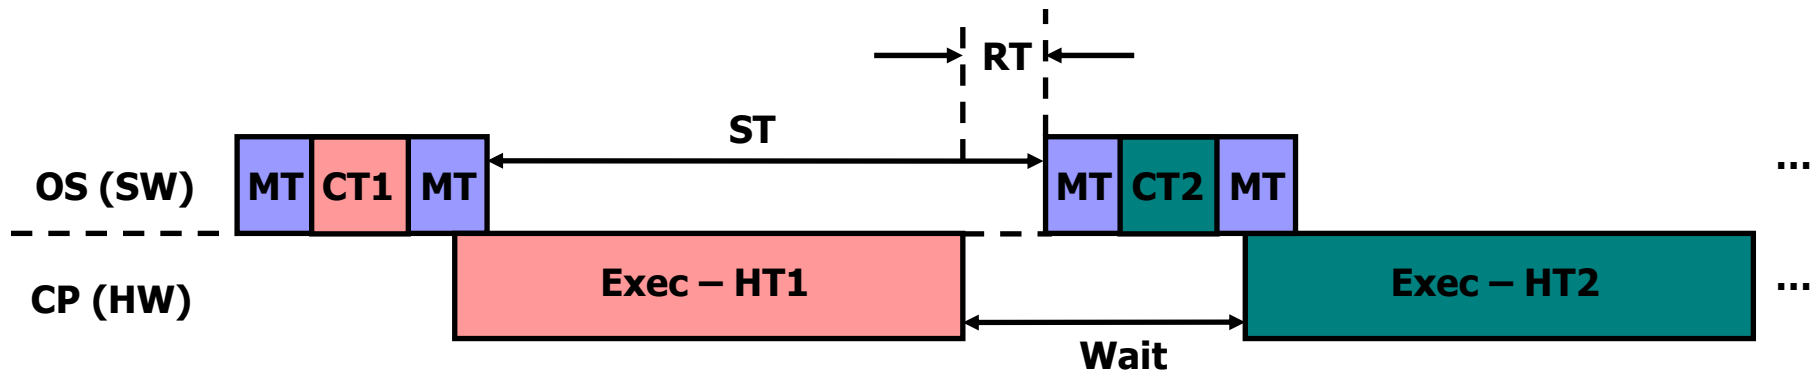 RT
ST
OS (SW) MT CT1 MT MT CT2 MT ...
CP (HW) Exec – HT1 Exec – HT2 ...
Wait